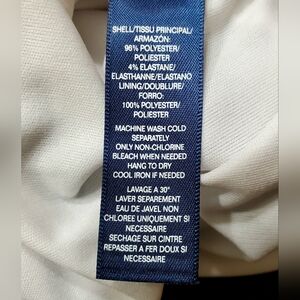 SHELL/TISSU PRINCIPAL/
ARMAZÓN:
96% POLYESTER/
POLIESTER
4% ELASTANE/
ELASTHANNE/ELASTANO
LINING/DOUBLURE/
FORRO:
100% POLYESTER/
POLIESTER
MACHINE WASH COLD
SEPARATELY
ONLY NON-CHLORINE
BLEACH WHEN NEEDED
HANG TO DRY
COOL IRON IF NEEDED
LAVAGE A 30°
LAVER SEPAREMENT
EAU DE JAVEL NON
CHLOREE UNIQUEMENT SI
NECESSAIRE
SECHAGE SUR CINTRE
REPASSER A FER DOUX SI
NECESSAIRE